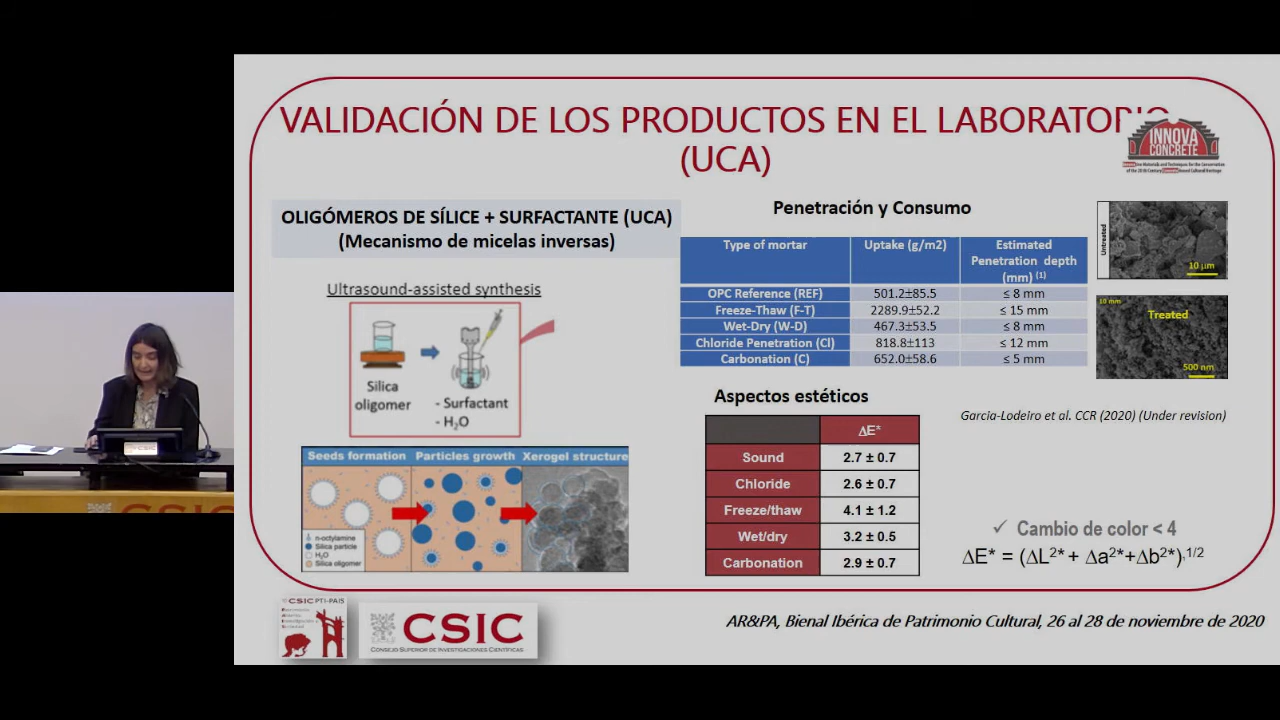 VALIDACIÓN DE LOS PRODUCTOS EN EL LABORATORIO
(UCA)
INNOVA
CONCRETE
OLIGÓMEROS DE SÍLICE + SURFACTANTE (UCA)
(Mecanismo de micelas inversas)
Ultrasound-assisted synthesis
Silica
oligomer
- Surfactant
- H₂O
Seeds formation Particles growth Xerogel structure
n-octylamine
Silica particle
H₂O
Silica oligomer
Penetración y Consumo
Type of mortar Uptake (g/m2) Estimated Penetration depth (mm) (1)
OPC Reference (REF) 501.2±85.5 ≤ 8 mm
Freeze-Thaw (F-T) 2289.9±52.2 ≤ 15 mm
Wet-Dry (W-D) 467.3±53.5 ≤ 8 mm
Chloride Penetration (Cl) 818.8±113 ≤ 12 mm
Carbonation (C) 652.0±58.6 ≤ 5 mm
Untreated
10 µm
10 mm
Treated
500 nm
Garcia-Lodeiro et al. CCR (2020) (Under revision)
Aspectos estéticos
ΔE*
Sound 2.7 ± 0.7
Chloride 2.6 ± 0.7
Freeze/thaw 4.1 ± 1.2
Wet/dry 3.2 ± 0.5
Carbonation 2.9 ± 0.7
✓ Cambio de color < 4
ΔE* = (ΔL²* + Δa²*+Δb²*),¹/²
CSIC PTI-PAIS
CSIC
CONSEJO SUPERIOR DE INVESTIGACIONES CIENTÍFICAS
AR&PA, Bienal Ibérica de Patrimonio Cultural, 26 al 28 de noviembre de 2020
CSIC